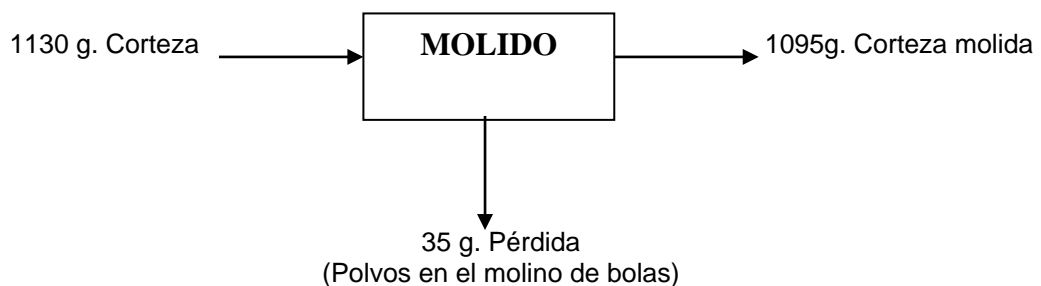 1130 g. Corteza
MOLIDO
1095g. Corteza molida
35 g. Pérdida
(Polvos en el molino de bolas)